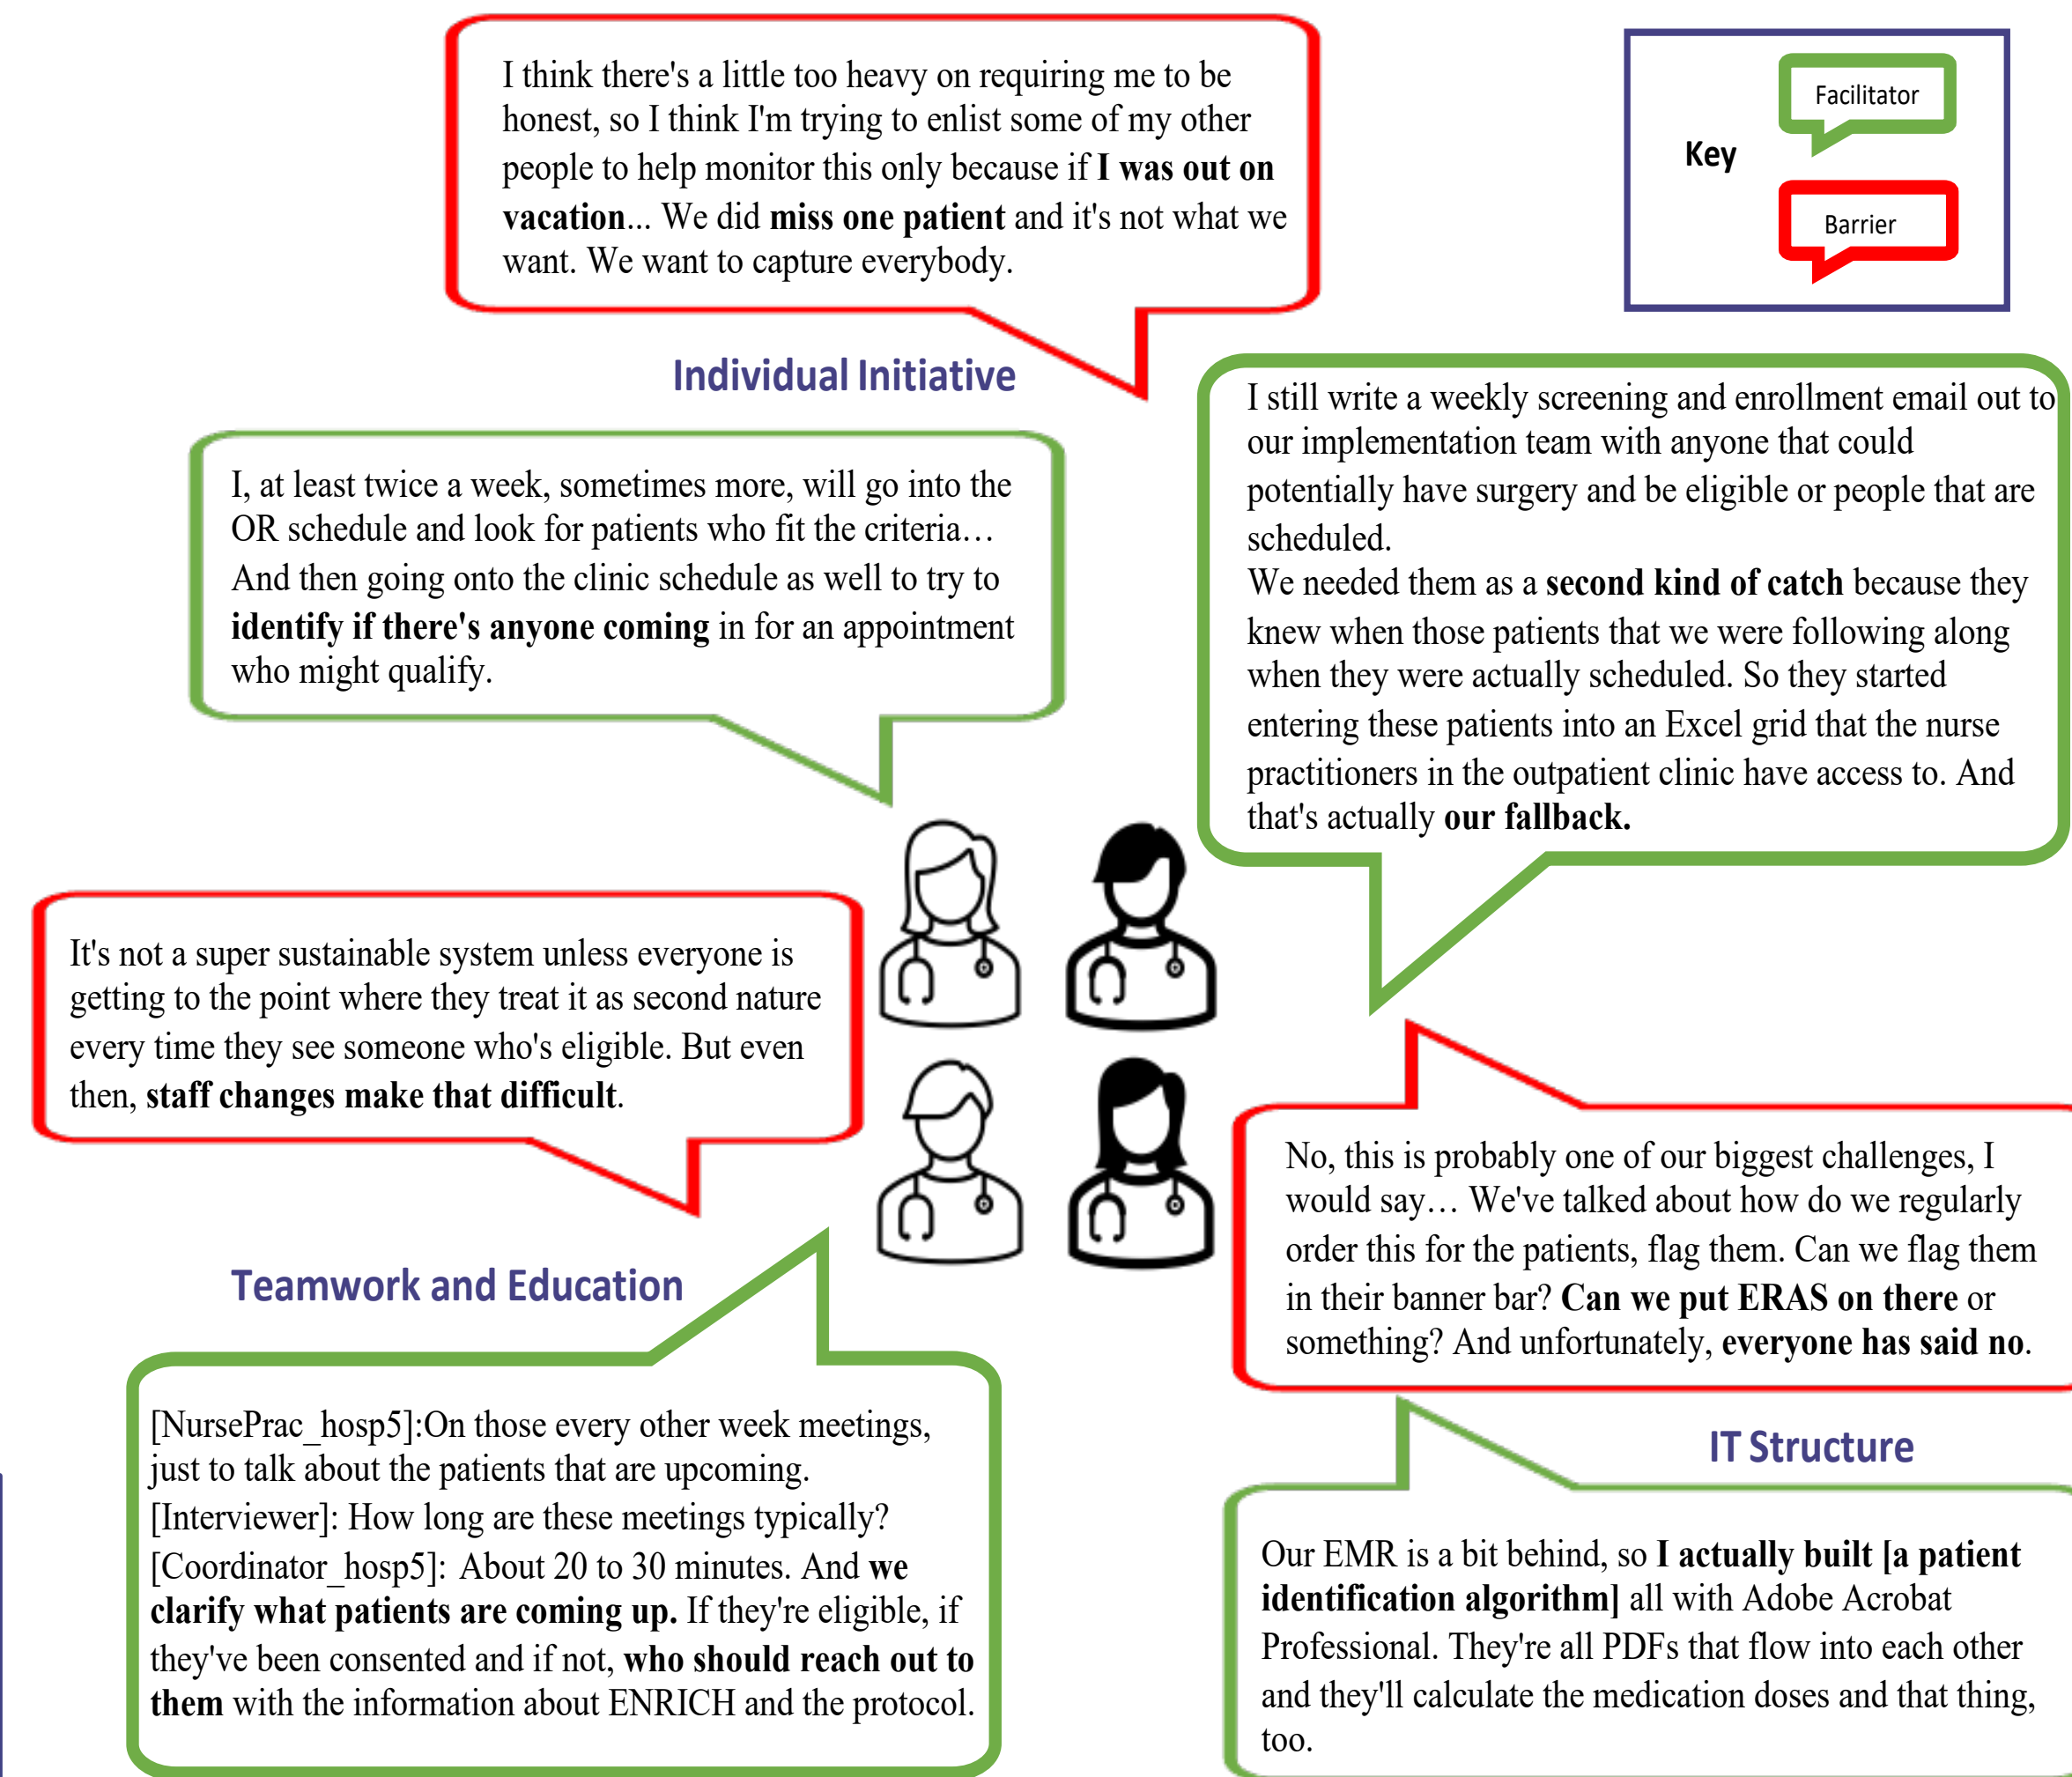 I think there's a little too heavy on requiring me to be
honest, so I think I'm trying to enlist some of my other
people to help monitor this only because if I was out on
vacation... We did miss one patient and it's not what we
want. We want to capture everybody.
Key
Facilitator
Barrier
Individual Initiative
I, at least twice a week, sometimes more, will go into the
OR schedule and look for patients who fit the criteria…
And then going onto the clinic schedule as well to try to
identify if there's anyone coming in for an appointment
who might qualify.
I still write a weekly screening and enrollment email out to
our implementation team with anyone that could
potentially have surgery and be eligible or people that are
scheduled.
We needed them as a second kind of catch because they
knew when those patients that we were following along
when they were actually scheduled. So they started
entering these patients into an Excel grid that the nurse
practitioners in the outpatient clinic have access to. And
that's actually our fallback.
It's not a super sustainable system unless everyone is
getting to the point where they treat it as second nature
every time they see someone who's eligible. But even
then, staff changes make that difficult.
No, this is probably one of our biggest challenges, I
would say… We've talked about how do we regularly
order this for the patients, flag them. Can we flag them
in their banner bar? Can we put ERAS on there or
something? And unfortunately, everyone has said no.
Teamwork and Education
[NursePrac_hosp5]:On those every other week meetings,
just to talk about the patients that are upcoming.
[Interviewer]: How long are these meetings typically?
[Coordinator_hosp5]: About 20 to 30 minutes. And we
clarify what patients are coming up. If they're eligible, if
they've been consented and if not, who should reach out to
them with the information about ENRICH and the protocol.
IT Structure
Our EMR is a bit behind, so I actually built [a patient
identification algorithm] all with Adobe Acrobat
Professional. They're all PDFs that flow into each other
and they'll calculate the medication doses and that thing,
too.